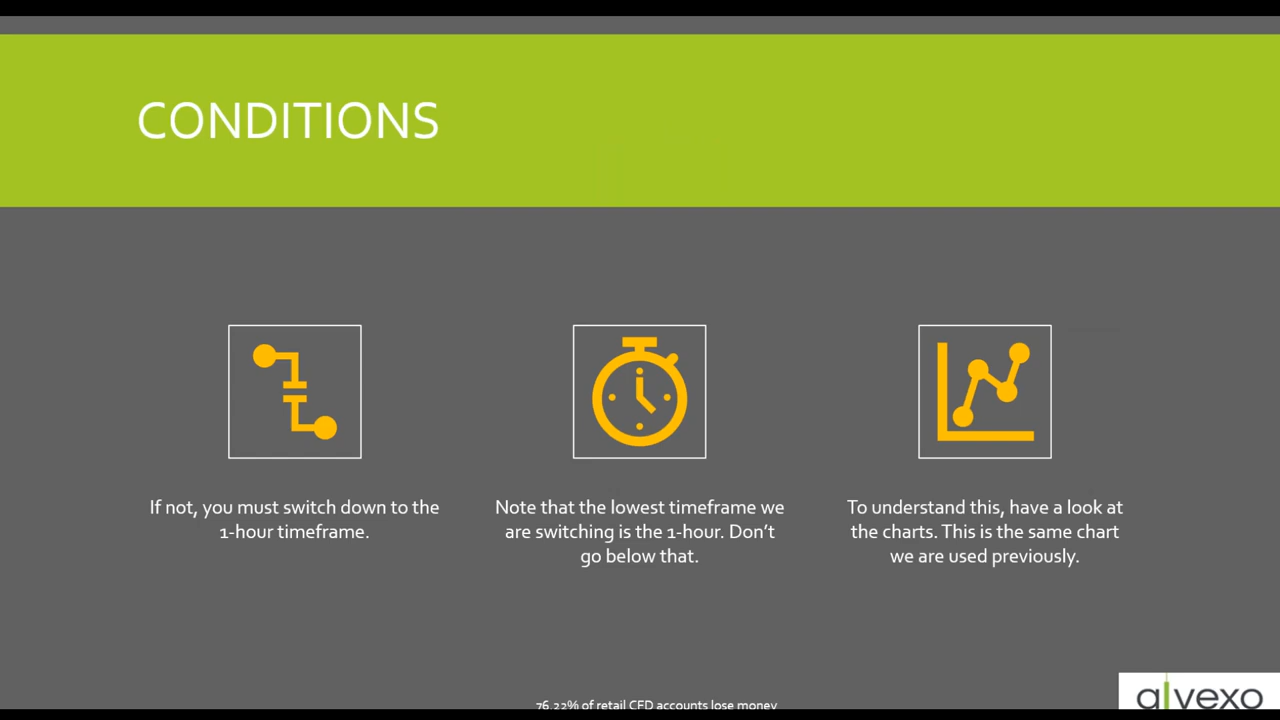 CONDITIONS
If not, you must switch down to the
1-hour timeframe.
Note that the lowest timeframe we
are switching is the 1-hour. Don’t
go below that.
To understand this, have a look at
the charts. This is the same chart
we are used previously.
76.22% of retail CFD accounts lose money
alvexo